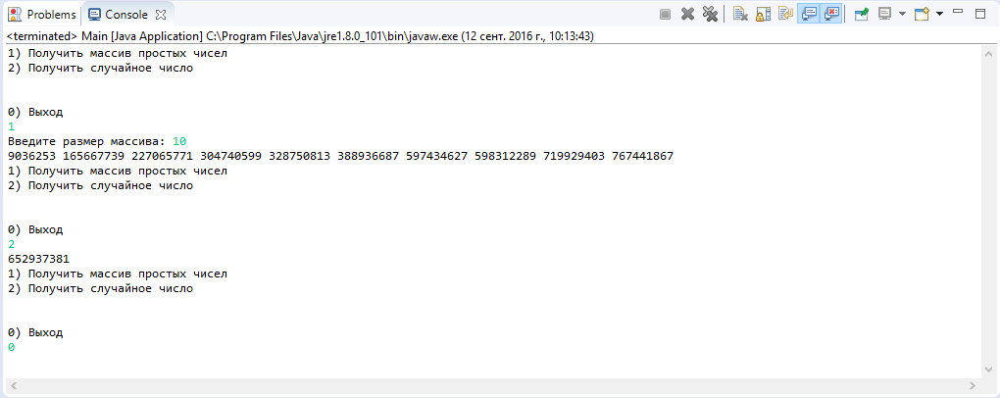 Problems Console
<terminated> Main [Java Application] C:\Program Files\Java\jre1.8.0_101\bin\javaw.exe (12 сент. 2016 г., 10:13:43)
1) Получить массив простых чисел
2) Получить случайное число
0) Выход
1
Введите размер массива: 10
9036253 165667739 227065771 304740599 328750813 388936687 597434627 598312289 719929403 767441867
1) Получить массив простых чисел
2) Получить случайное число
0) Выход
2
652937381
1) Получить массив простых чисел
2) Получить случайное число
0) Выход
0